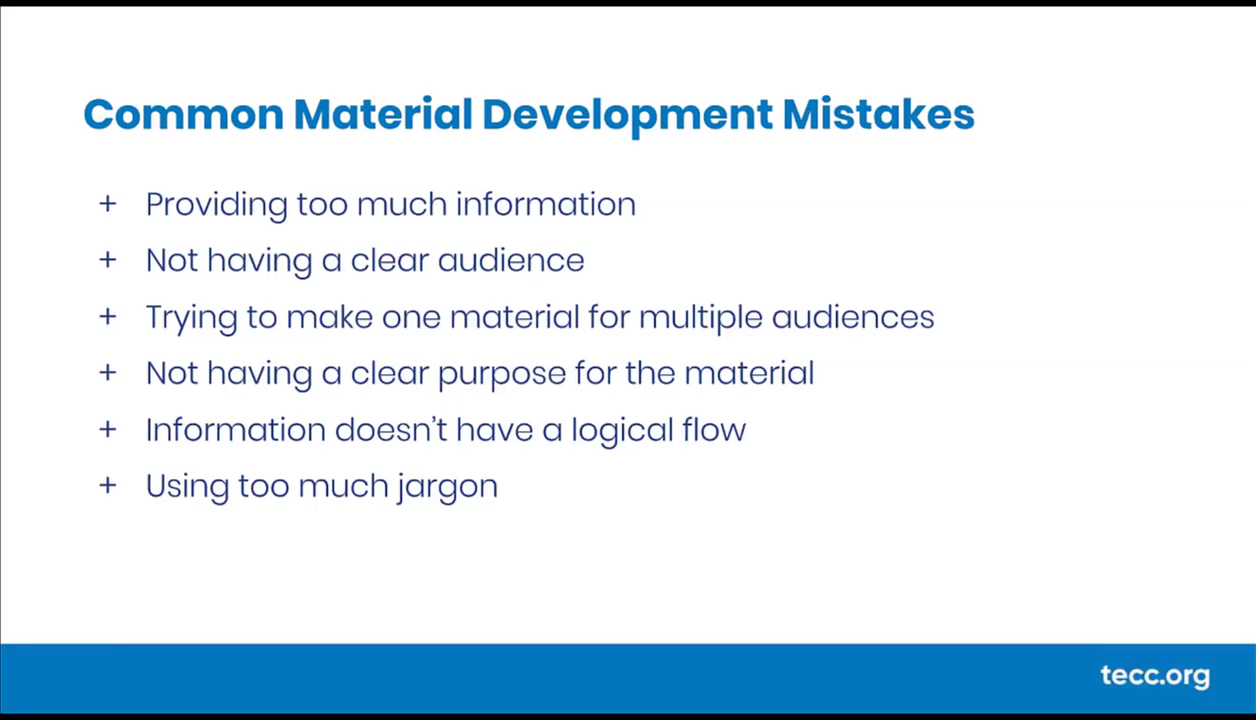 Common Material Development Mistakes
+ Providing too much information
+ Not having a clear audience
+ Trying to make one material for multiple audiences
+ Not having a clear purpose for the material
+ Information doesn’t have a logical flow
+ Using too much jargon
tecc.org